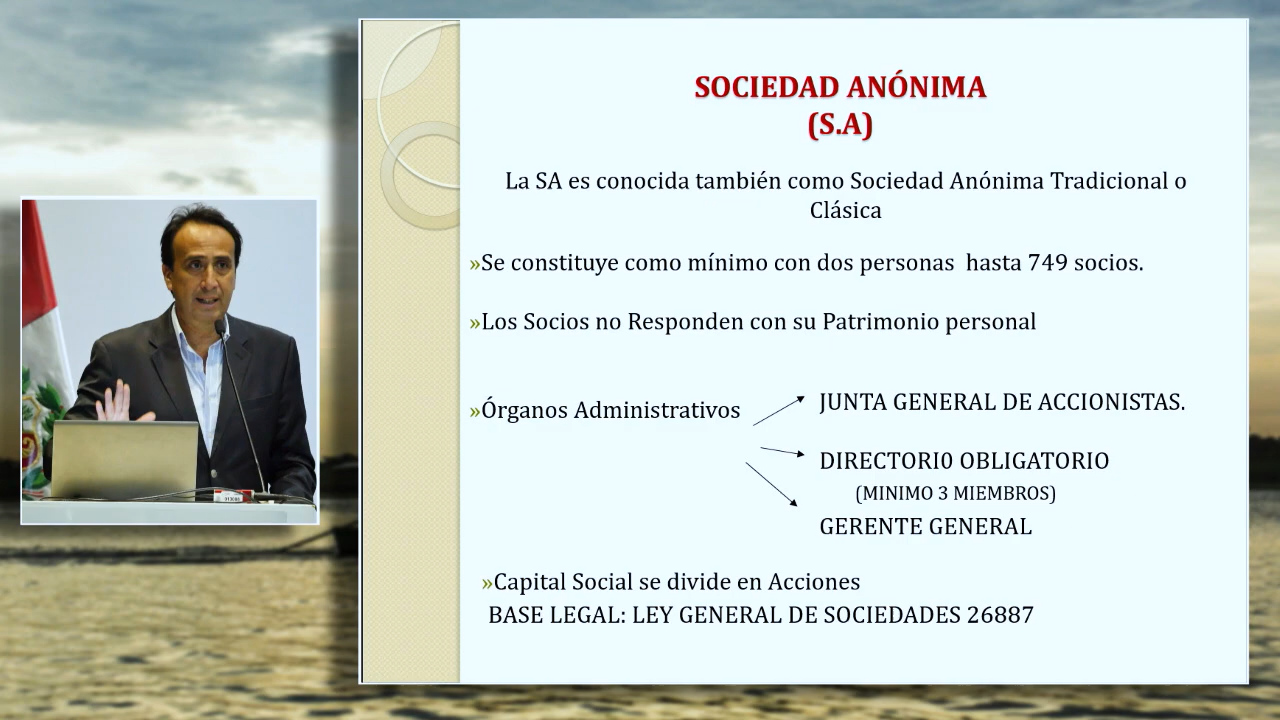 SOCIEDAD ANÓNIMA
(S.A)
La SA es conocida también como Sociedad Anónima Tradicional o
Clásica
»Se constituye como mínimo con dos personas  hasta 749 socios.
»Los Socios no Responden con su Patrimonio personal
»Órganos Administrativos
JUNTA GENERAL DE ACCIONISTAS.
DIRECTORI0 OBLIGATORIO
(MINIMO 3 MIEMBROS)
GERENTE GENERAL
»Capital Social se divide en Acciones
BASE LEGAL: LEY GENERAL DE SOCIEDADES 26887